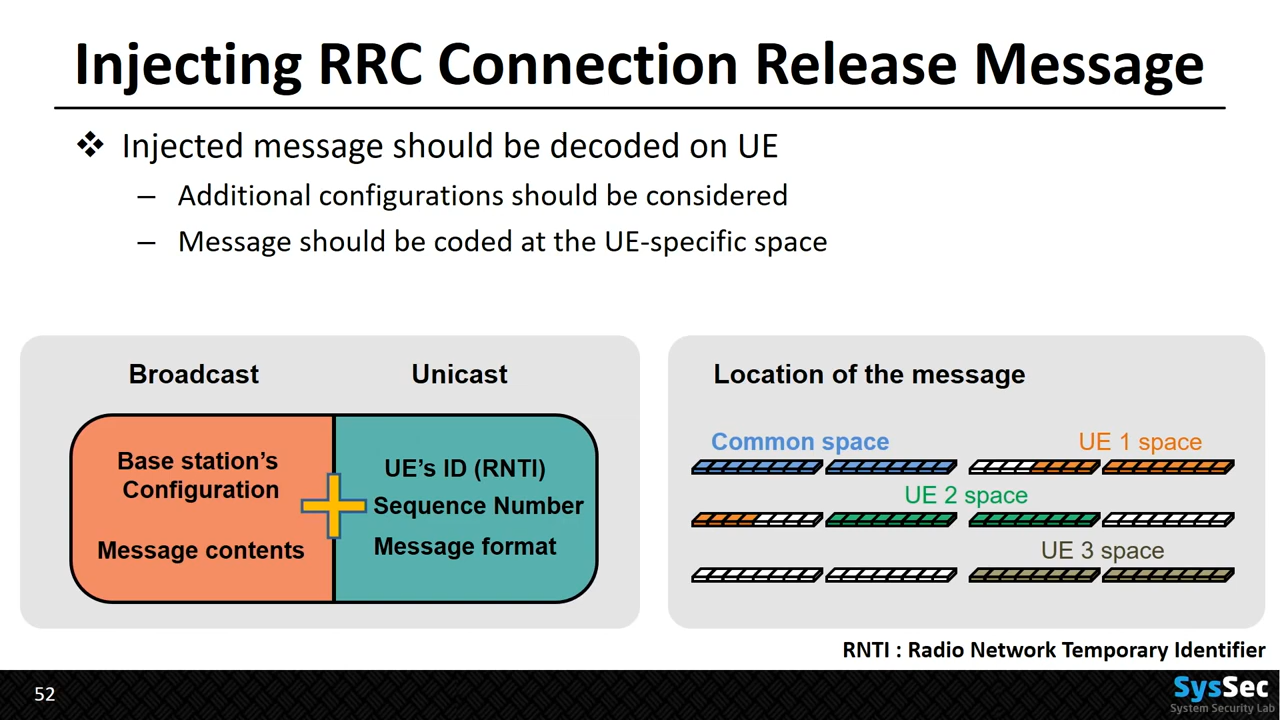 Injecting RRC Connection Release Message
❖ Injected message should be decoded on UE
– Additional configurations should be considered
– Message should be coded at the UE-specific space
Broadcast
Unicast
Base station’s
Configuration
Message contents
UE’s ID (RNTI)
Sequence Number
Message format
Location of the message
Common space
UE 1 space
UE 2 space
UE 3 space
RNTI : Radio Network Temporary Identifier
52
SysSec
System Security Lab